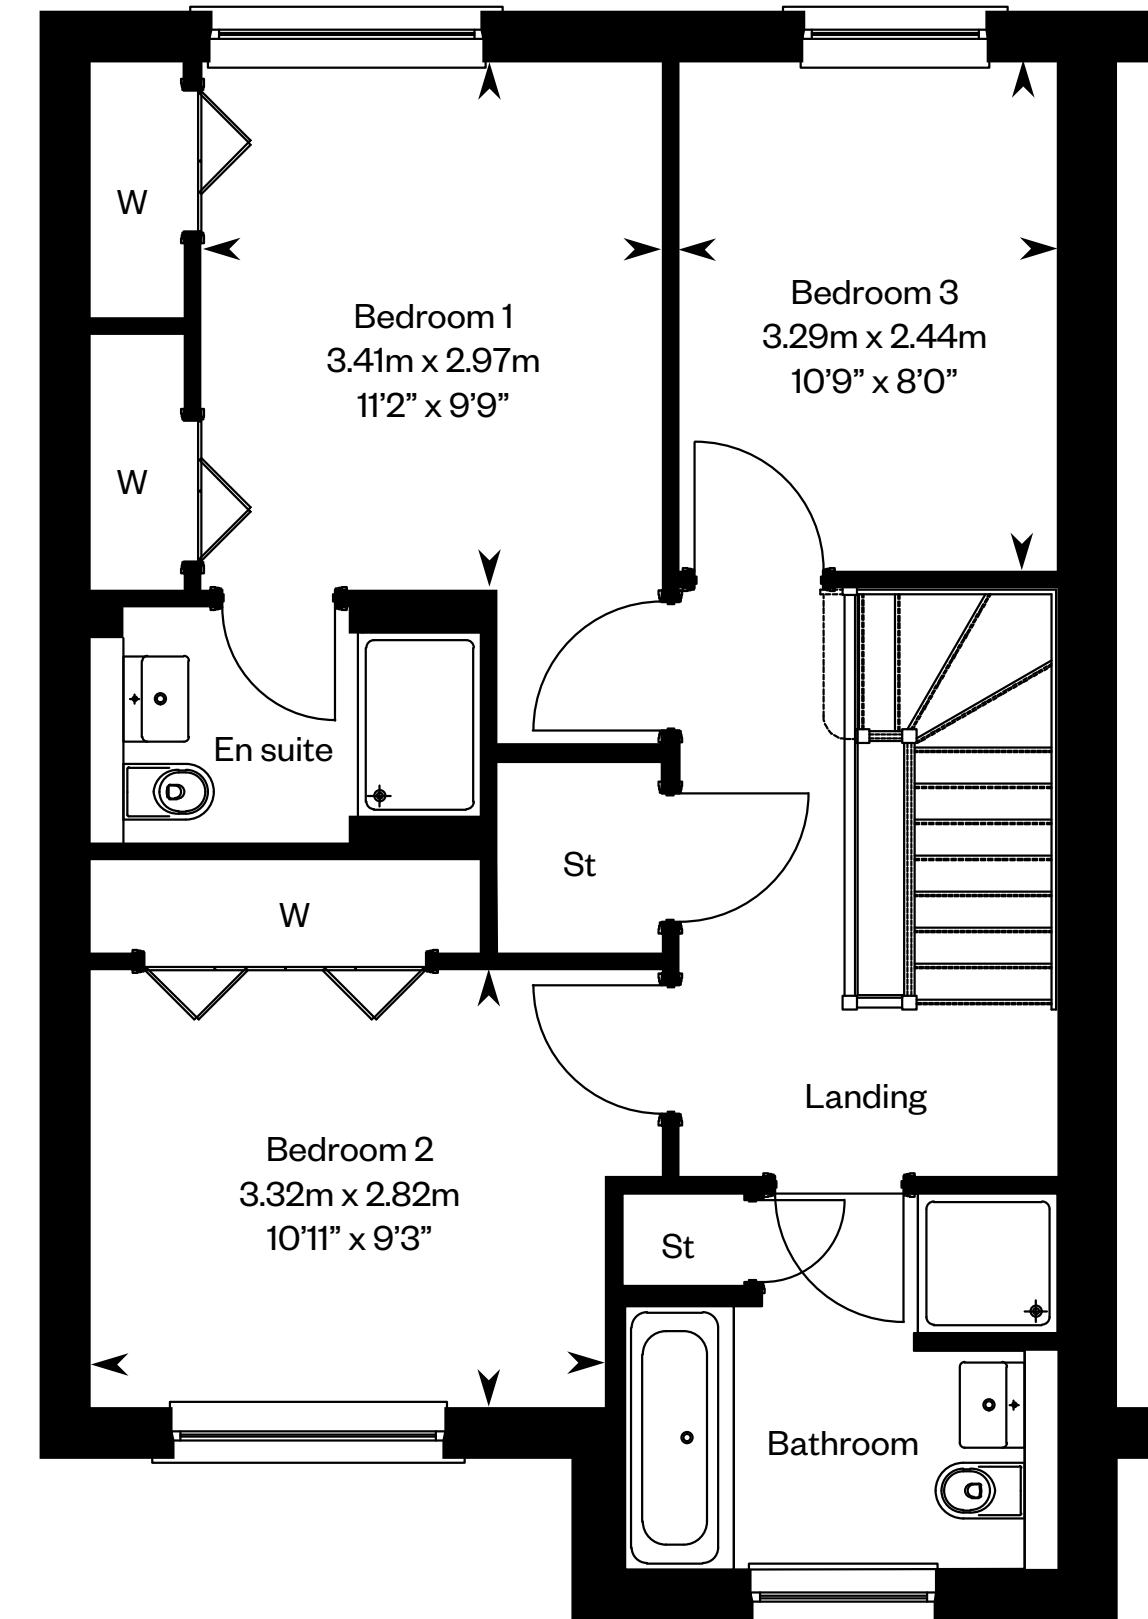 W
Bedroom 1
3.41m x 2.97m
11’2” x 9’9”
Bedroom 3
3.29m x 2.44m
10’9” x 8’0”
W
En suite
St
W
Landing
Bedroom 2
3.32m x 2.82m
10’11” x 9’3”
St
Bathroom